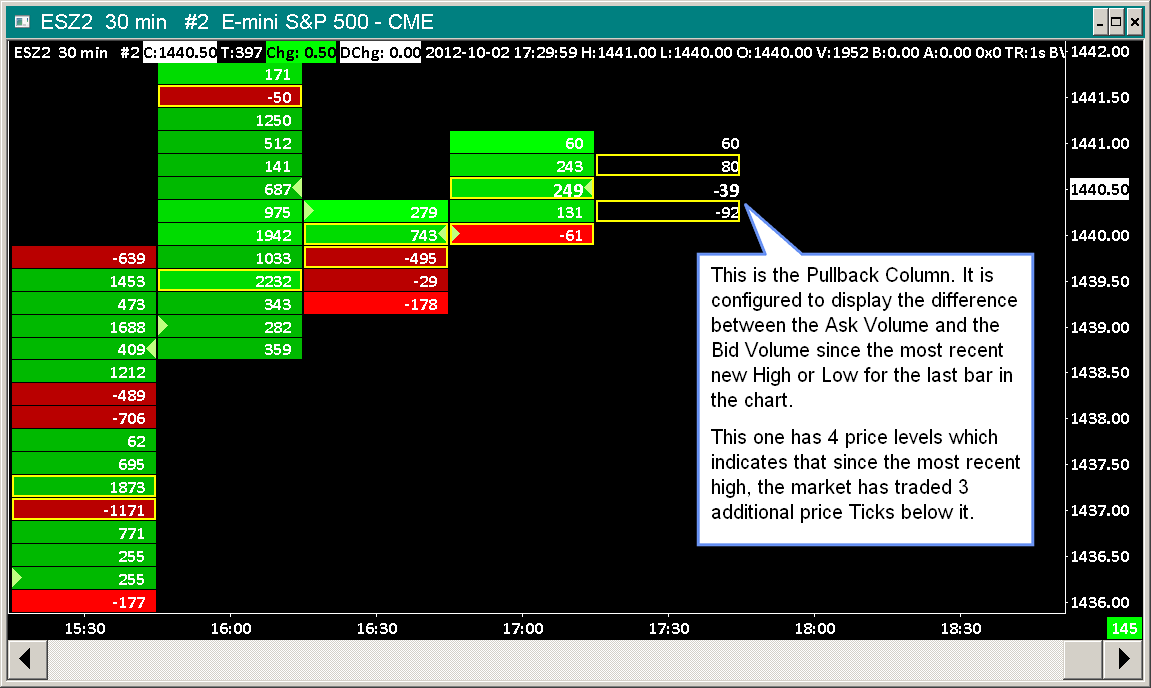 ESZ2 30 min #2 E-mini S&P 500 - CME
ESZ2 30 min #2 C:1440.50 T:397 Chg: 0.50 DChg: 0.00 2012-10-02 17:29:59 H:1441.00 L:1440.00 O:1440.00 V:1952 B:0.00 A:0.00 0x0 TR:1s BV 1442.00
171
-50 1441.50
1250
512 60 60 1441.00
141 243 80
687 249 -39 1440.50
975 279 131 -92
1942 743 -61 1440.00
-639 1033 -495
1453 2232 -29 1439.50
473 343 -178
1688 282 1439.00
409 359
1212 1438.50
-489
-706 1438.00
62
695 1437.50
1873
-1171 1437.00
771
255 1436.50
255
-177 1436.00
This is the Pullback Column. It is
configured to display the difference
between the Ask Volume and the
Bid Volume since the most recent
new High or Low for the last bar in
the chart.
This one has 4 price levels which
indicates that since the most recent
high, the market has traded 3
additional price Ticks below it.
15:30 16:00 16:30 17:00 17:30 18:00 18:30 145